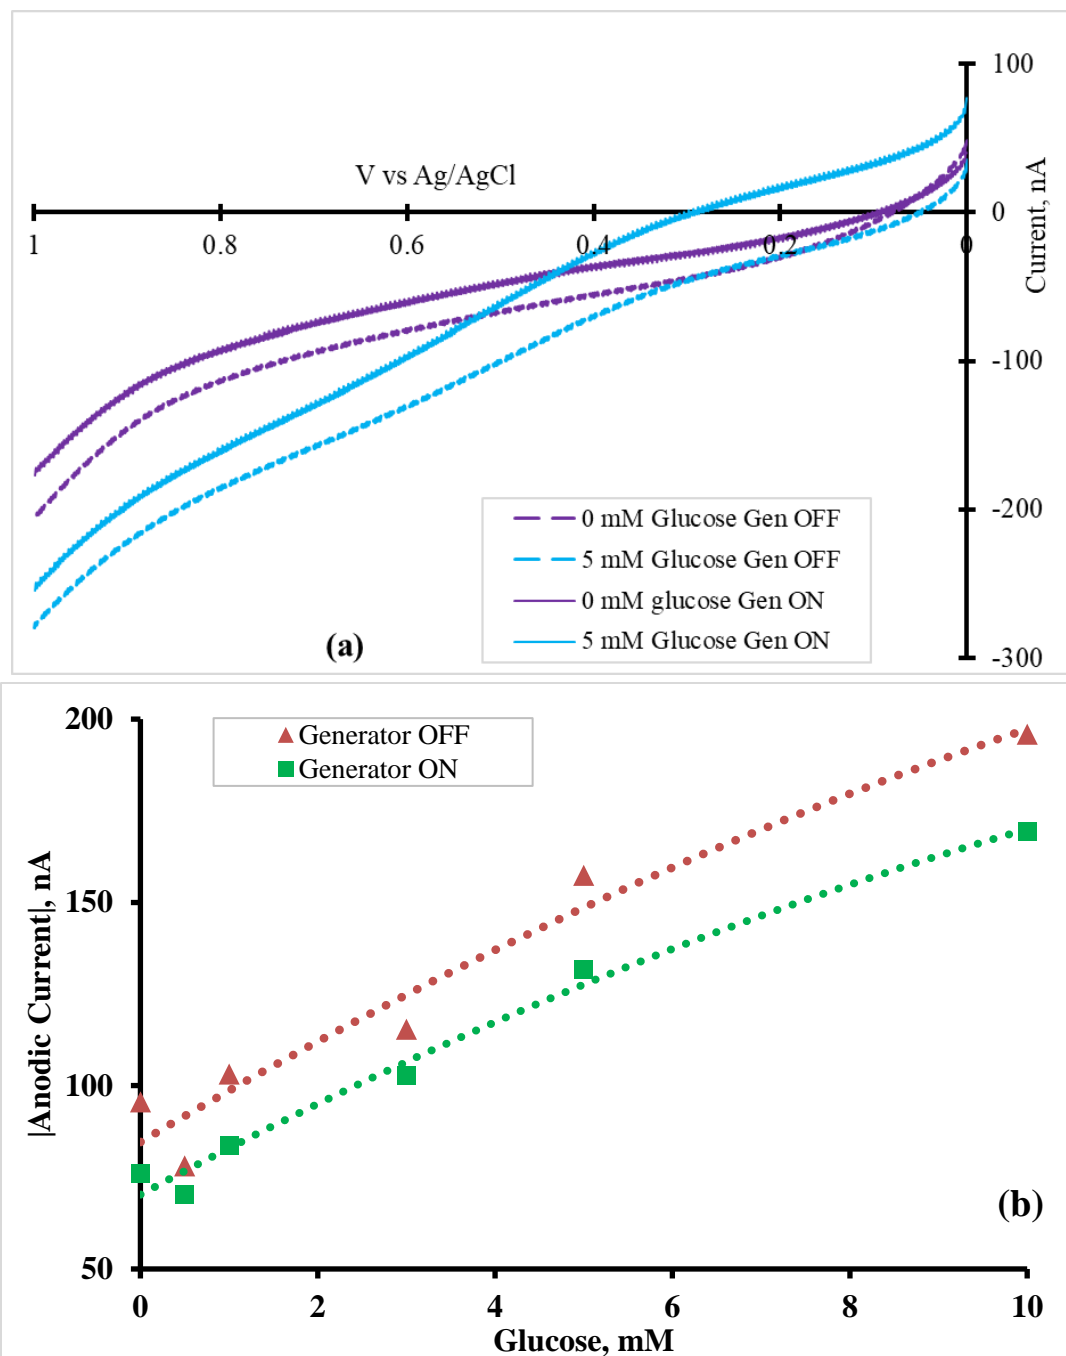 100
V vs Ag/AgCl
0
1
0.8
0.6
0.4
0.2
0
Current, nA
-100
-200
0 mM Glucose Gen OFF
5 mM Glucose Gen OFF
0 mM glucose Gen ON
5 mM Glucose Gen ON
(a)
-300
200
Generator OFF
Generator ON
150
|Anodic Current|, nA
100
(b)
50
0
2
4
6
8
10
Glucose, mM